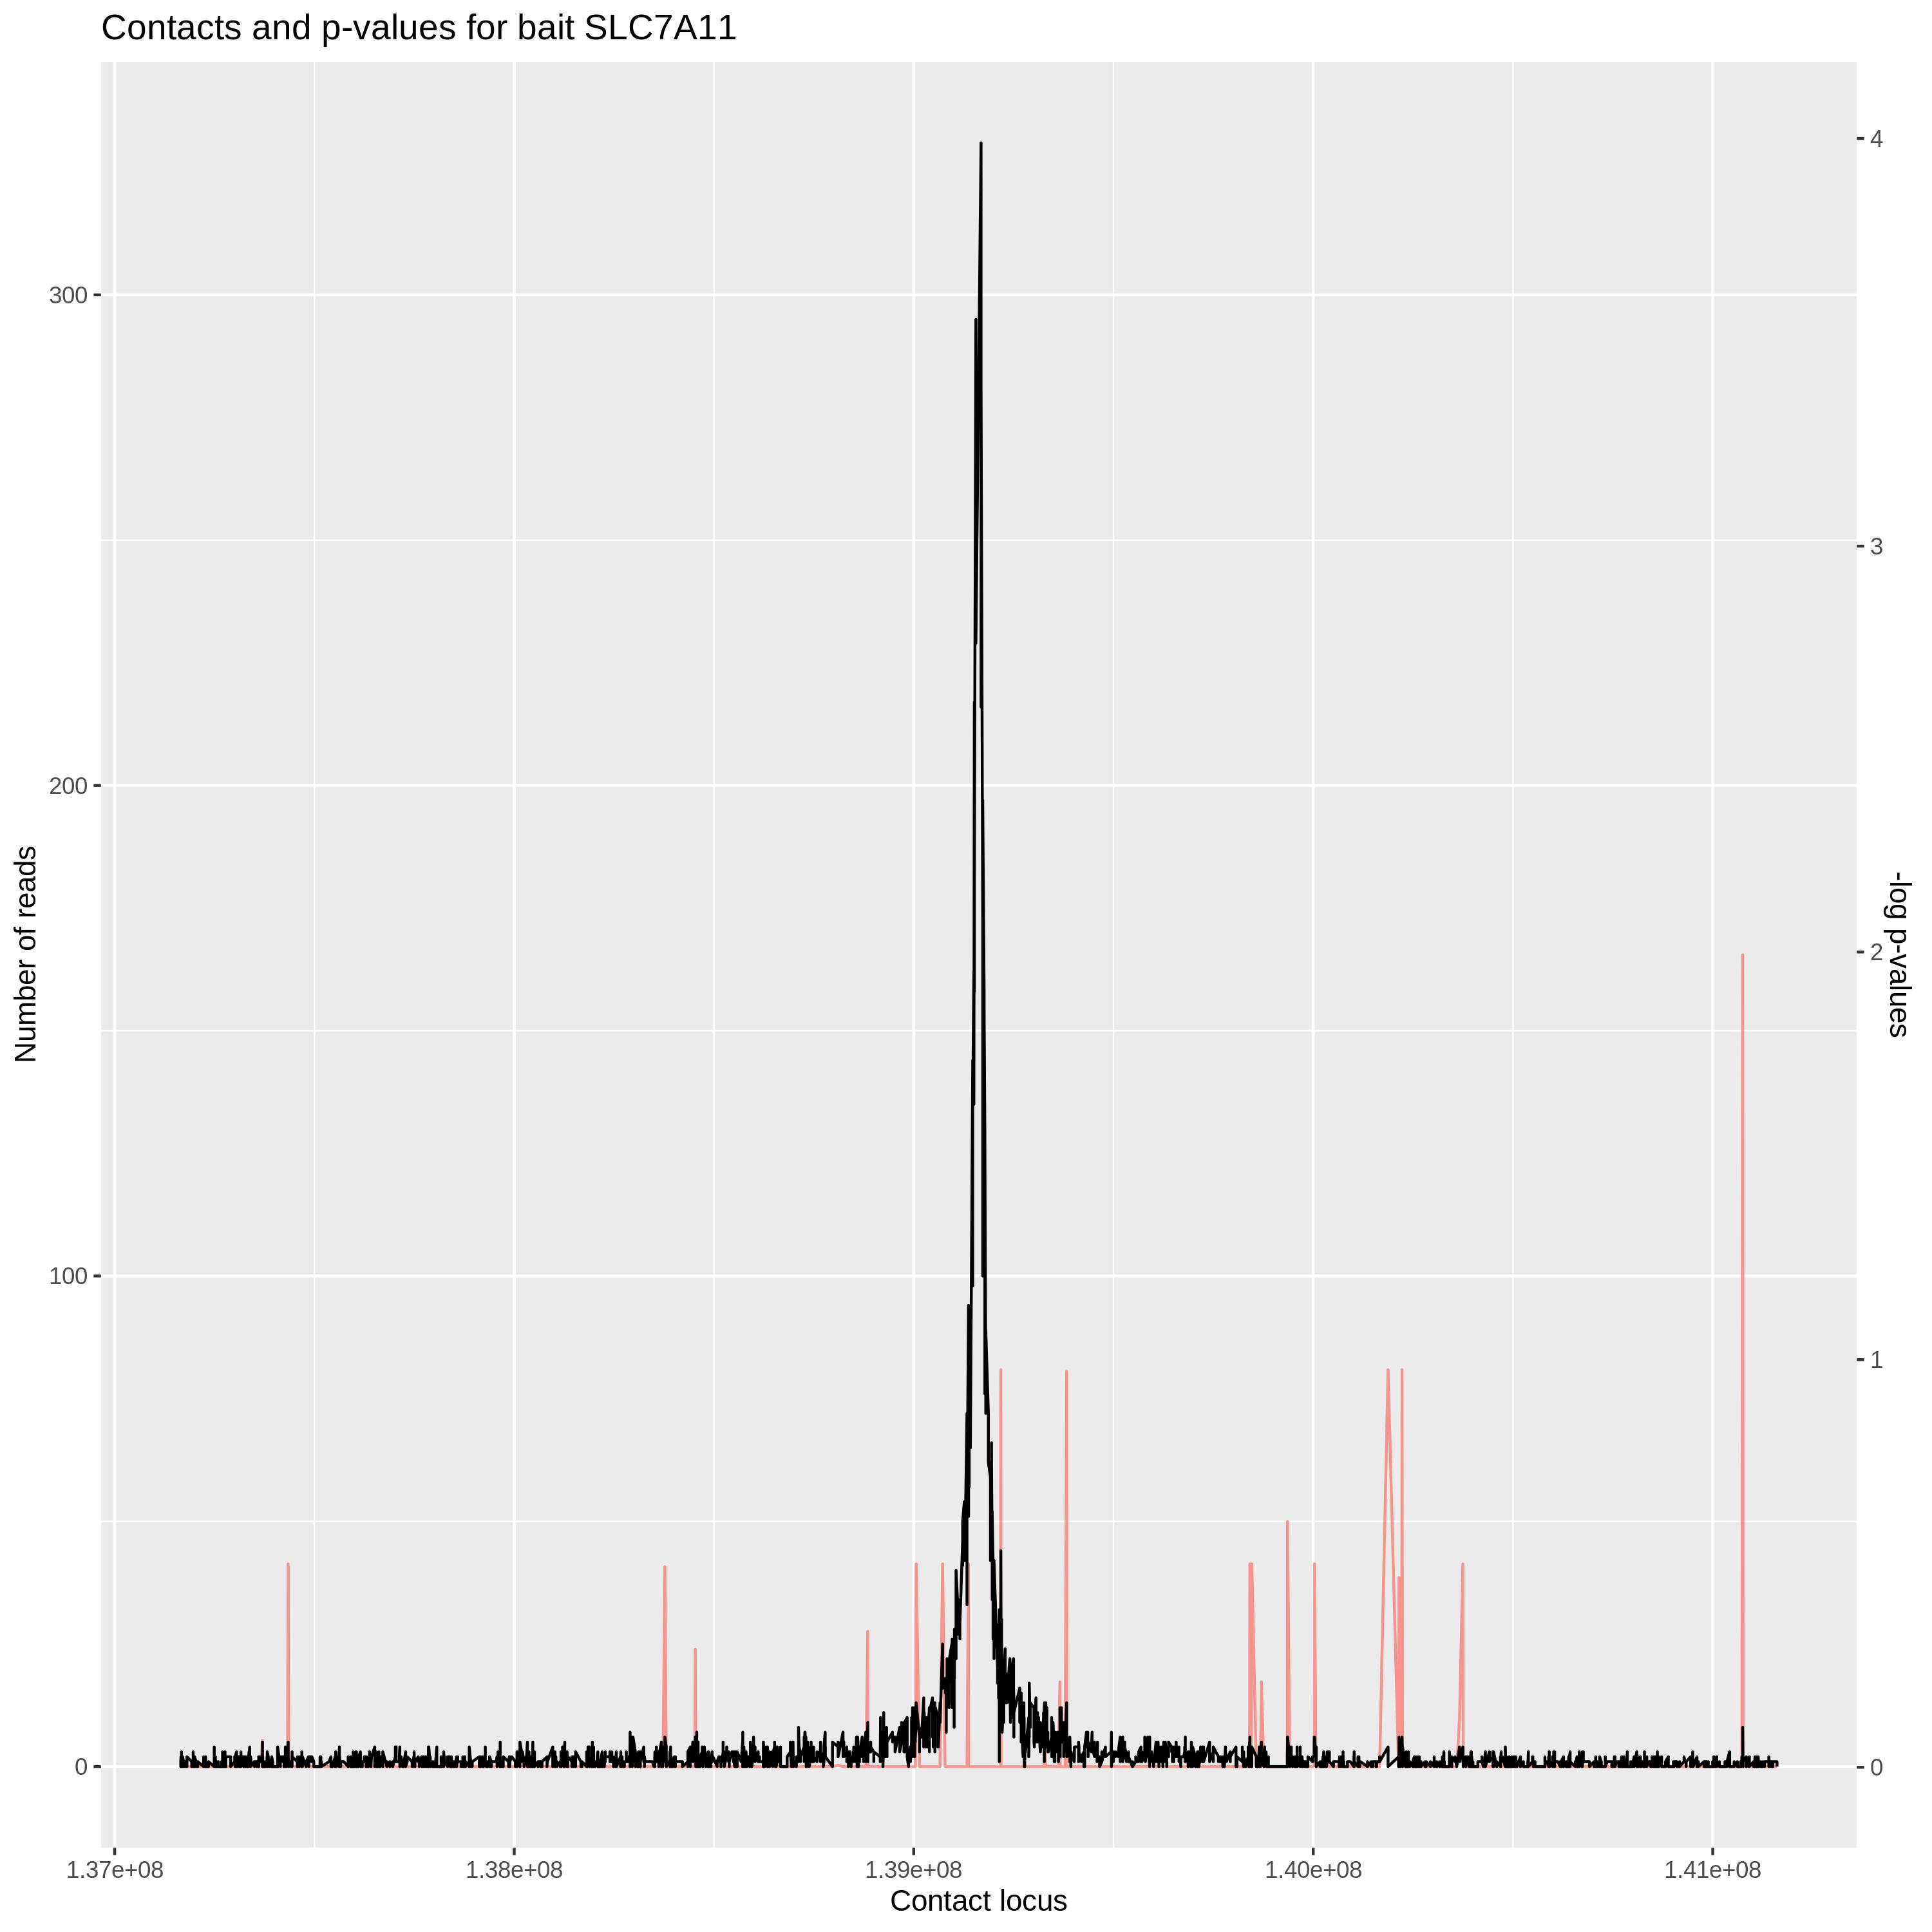 Contacts and p-values for bait SLC7A11
Number of reads
300
200
100
0
4
3
2
1
0
-log p-values
1.37e+08
1.38e+08
1.39e+08
1.40e+08
1.41e+08
Contact locus